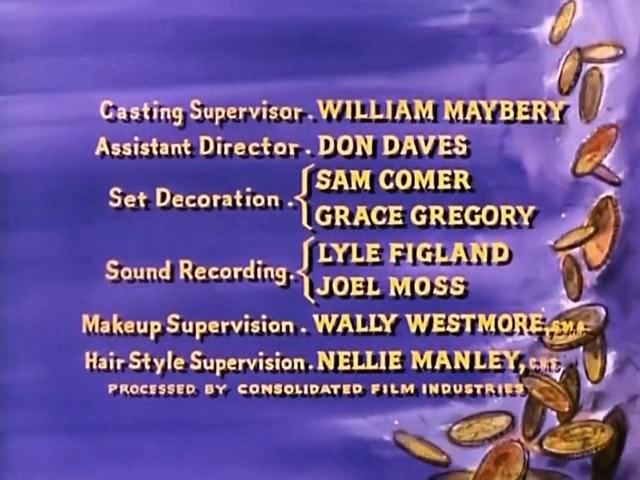 Casting Supervisor. WILLIAM MAYBERY
Assistant Director. DON DAVES
Set Decoration. { SAM COMER
GRACE GREGORY
Sound Recording. { LYLE FIGLAND
JOEL MOSS
Makeup Supervision. WALLY WESTMORE, S.M.A.
Hair Style Supervision. NELLIE MANLEY,
PROCESSED BY CONSOLIDATED FILM INDUSTRIES